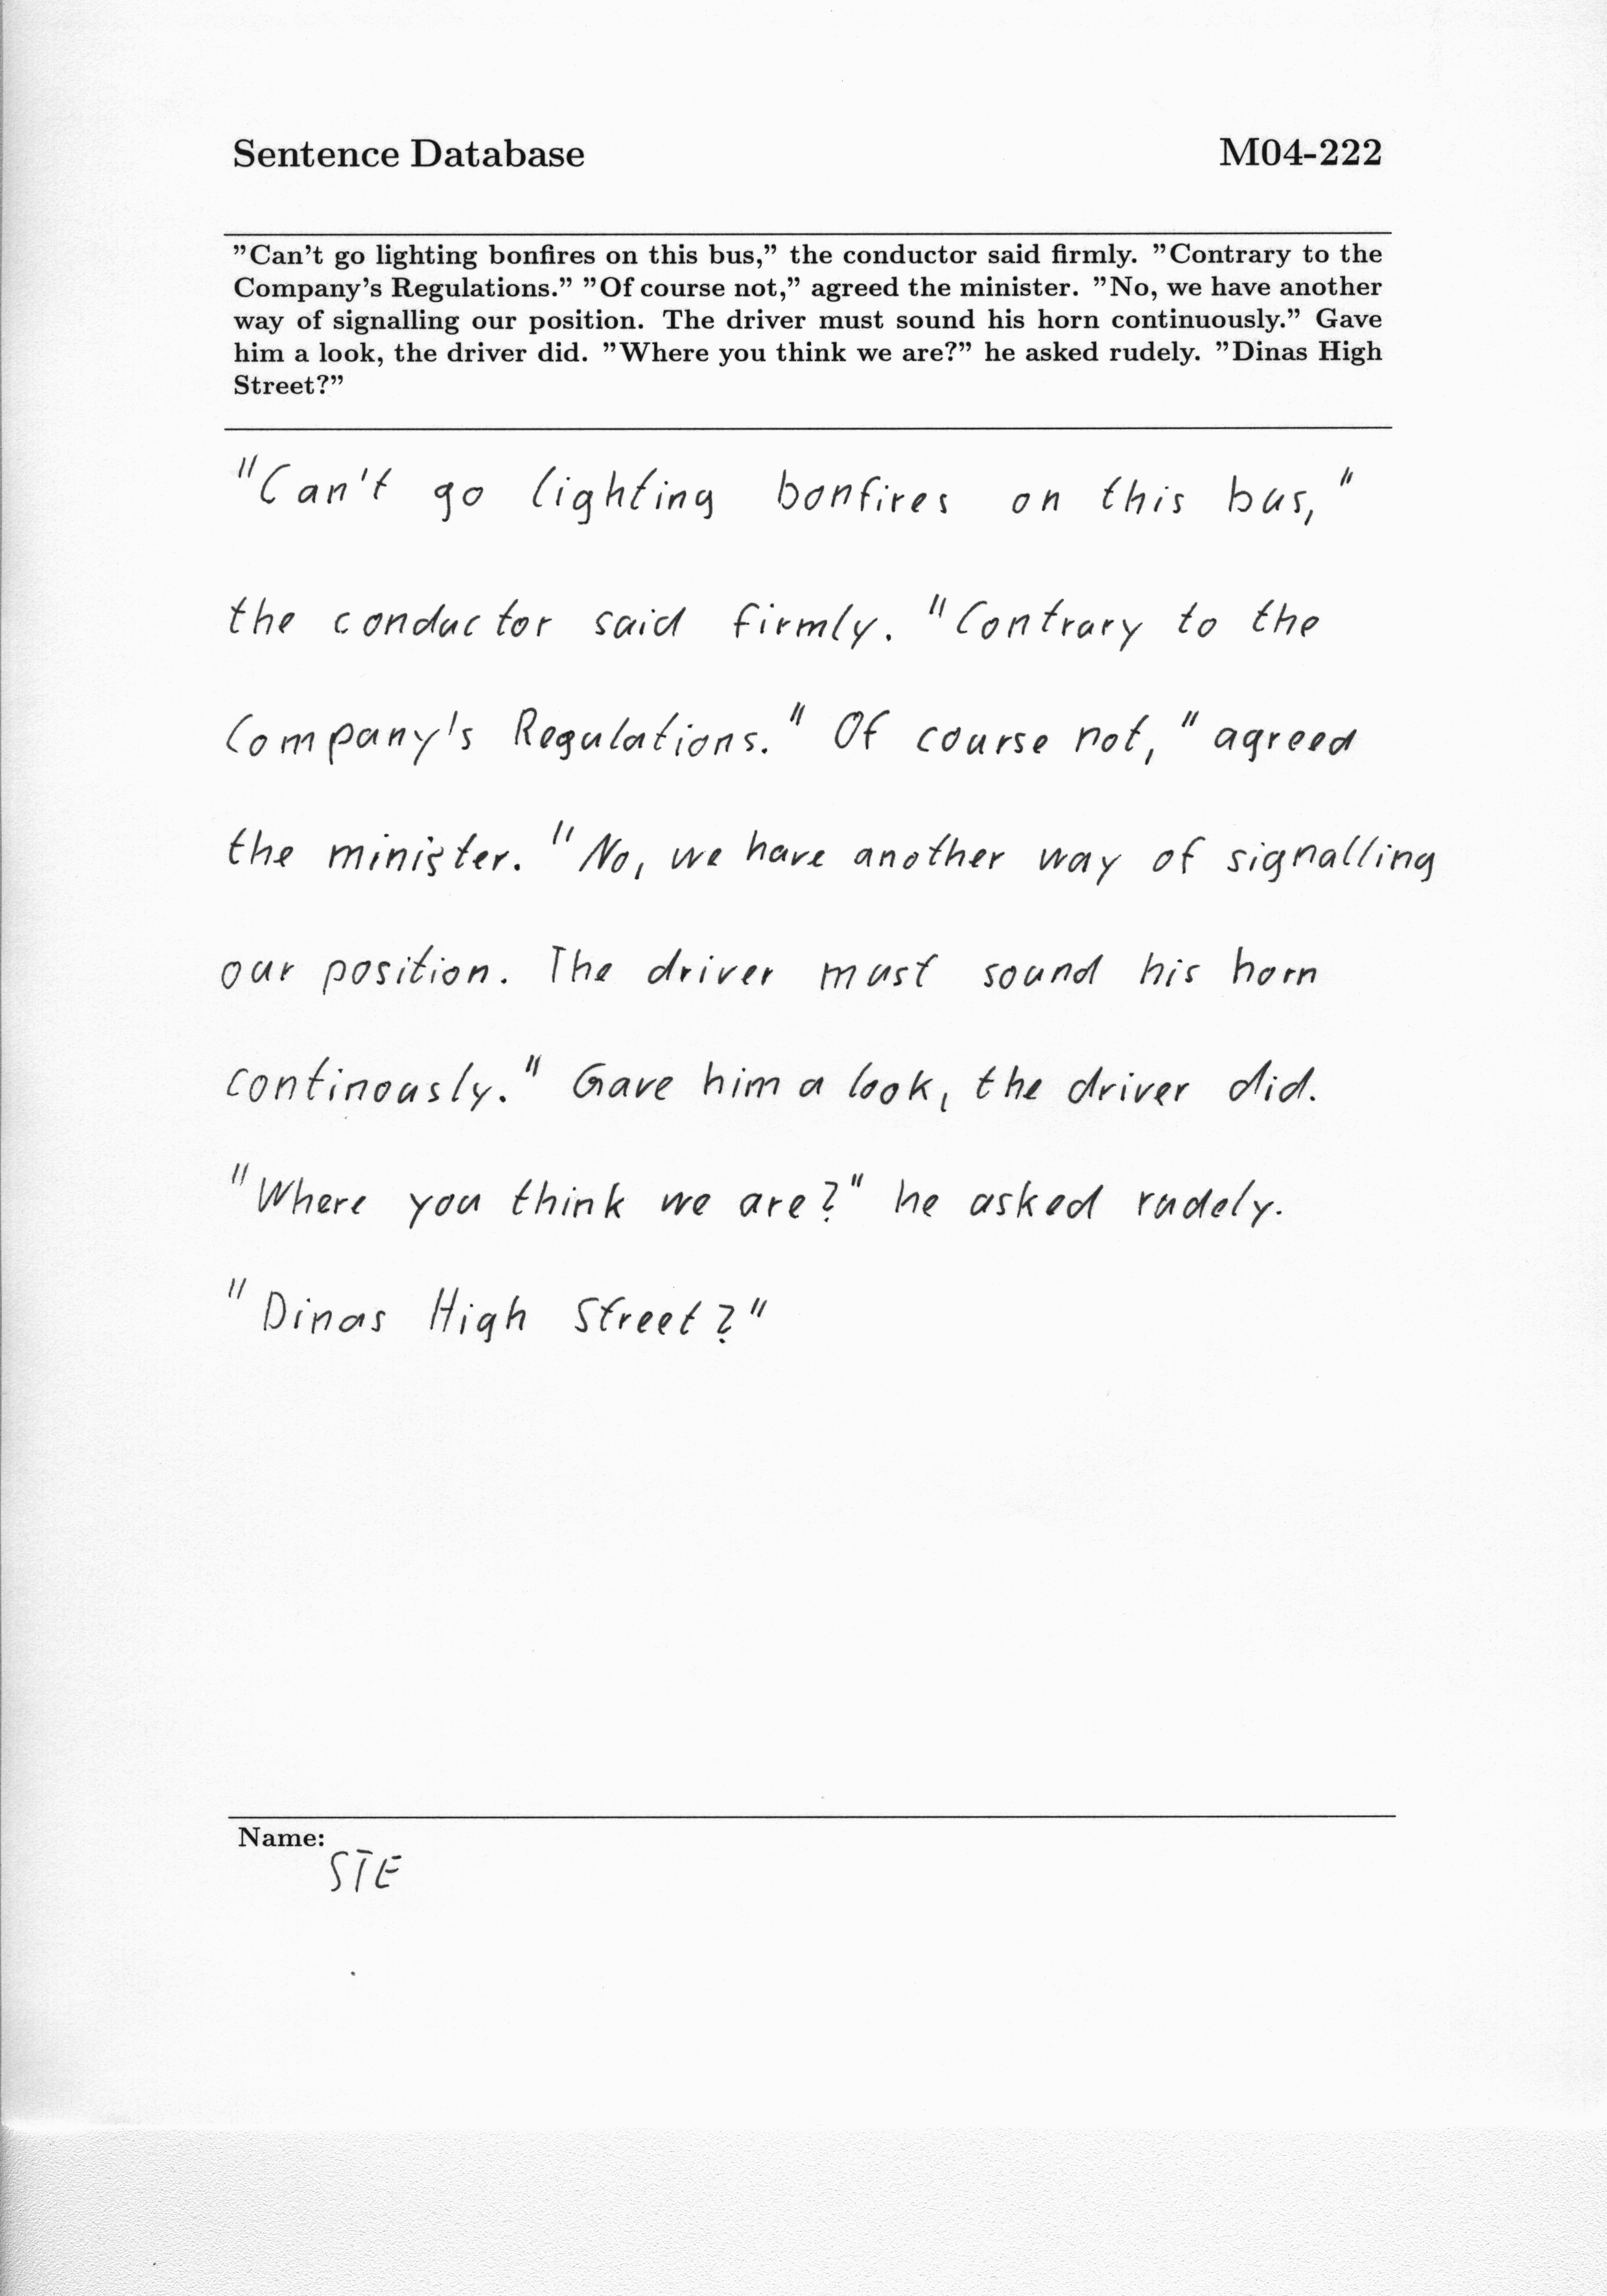 Sentence Database M04-222
"Can't go lighting bonfires on this bus," the conductor said firmly. "Contrary to the
Company's Regulations." "Of course not," agreed the minister. "No, we have another
way of signalling our position. The driver must sound his horn continuously." Gave
him a look, the driver did. "Where you think we are?" he asked rudely. "Dinas High
Street?"
"Can't go lighting bonfires on this bus,"
the conductor said firmly. "Contrary to the
Company's Regulations." Of course not," agreed
the minister. "No, we have another way of signalling
our position. The driver must sound his horn
continously." Gave him a look, the driver did.
"Where you think we are?" he asked rudely.
"Dinas High Street?"
Name:
STE